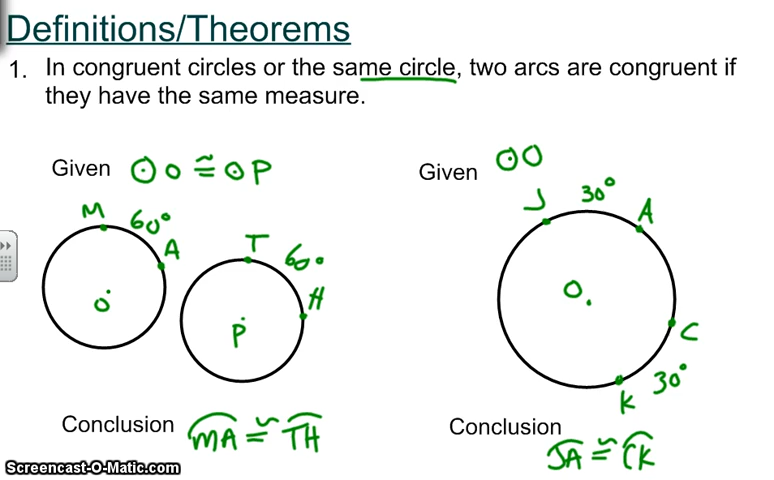 Definitions/Theorems
1. In congruent circles or the same circle, two arcs are congruent if
they have the same measure.
Given ⊙O ≅ ⊙P
M 60° A
O
T 60° H
P
Conclusion MA ≅ TH
Given ⊙O
J 30° A
O
C
30°
K
Conclusion
JA ≅ CK
Screencast-O-Matic.com